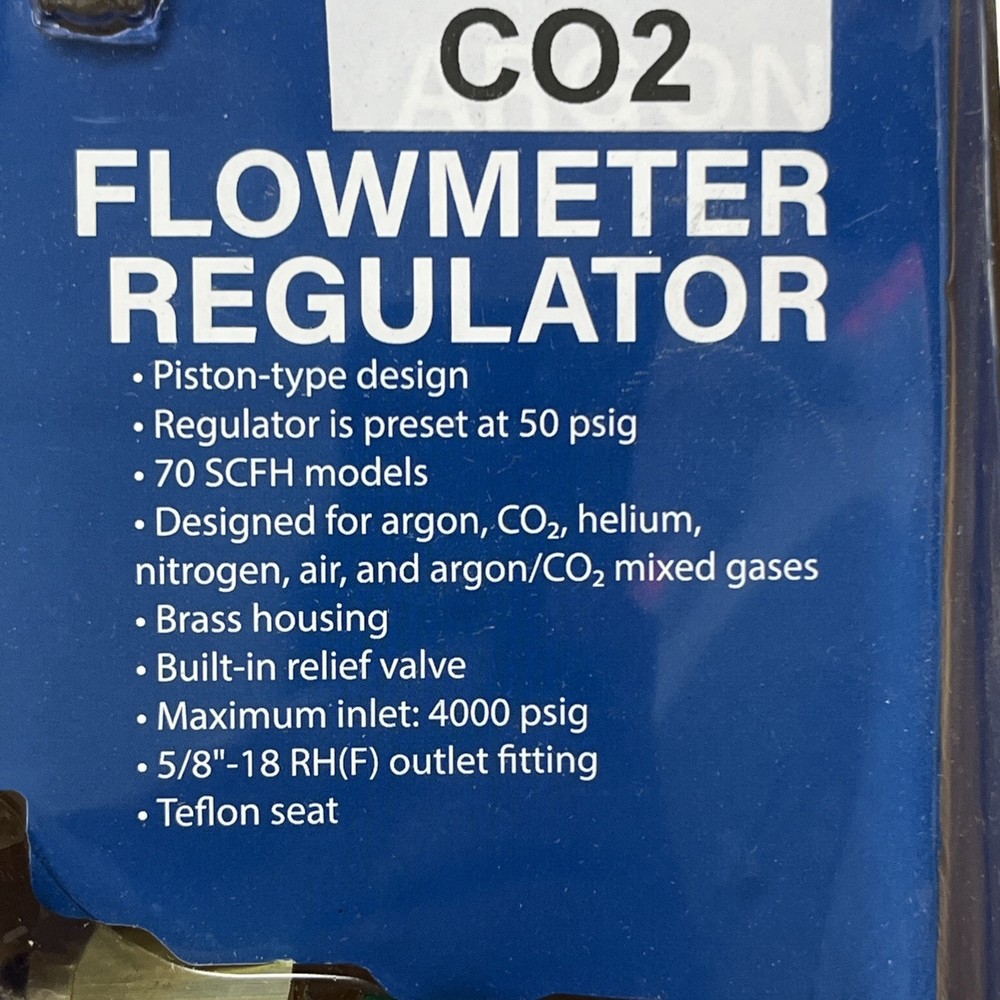 CO2
ARGON
FLOWMETER
REGULATOR
• Piston-type design
• Regulator is preset at 50 psig
• 70 SCFH models
• Designed for argon, CO₂, helium,
nitrogen, air, and argon/CO₂ mixed gases
• Brass housing
• Built-in relief valve
• Maximum inlet: 4000 psig
• 5/8"-18 RH(F) outlet fitting
• Teflon seat